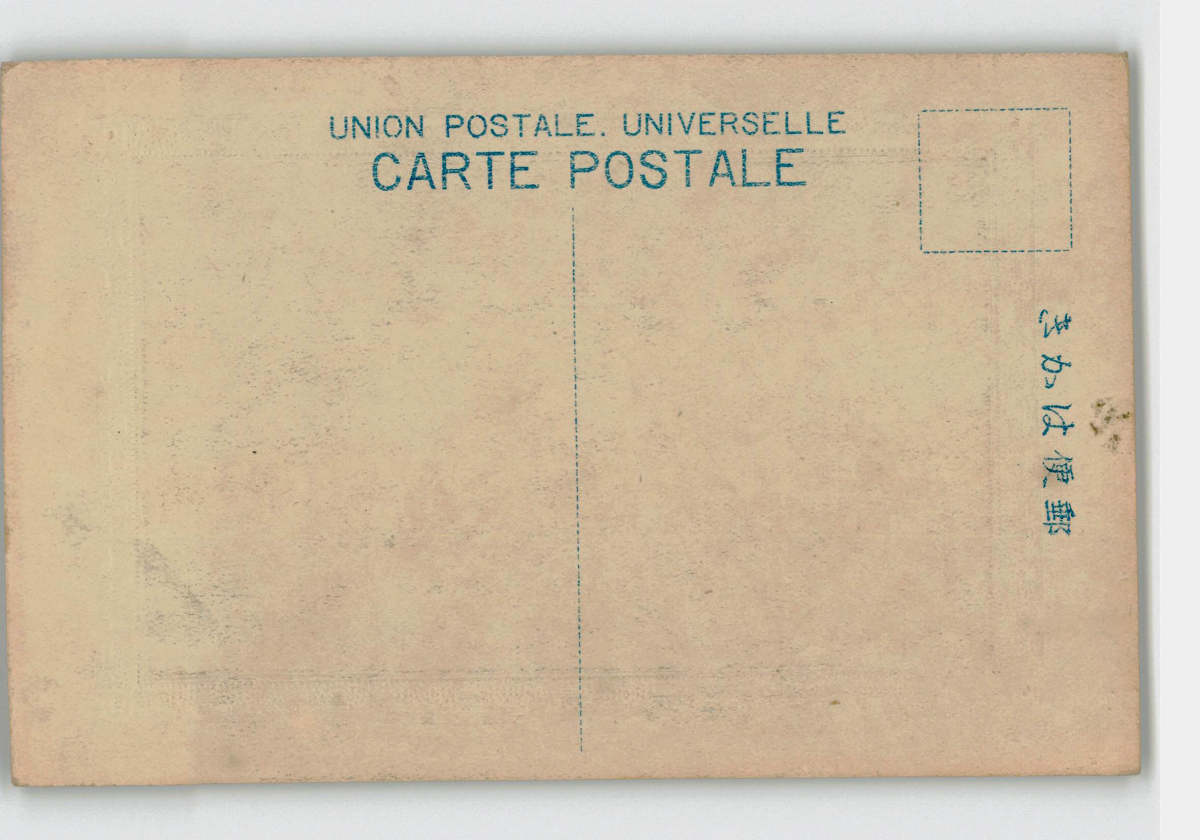 UNION POSTALE. UNIVERSELLE
CARTE POSTALE
郵便はかき